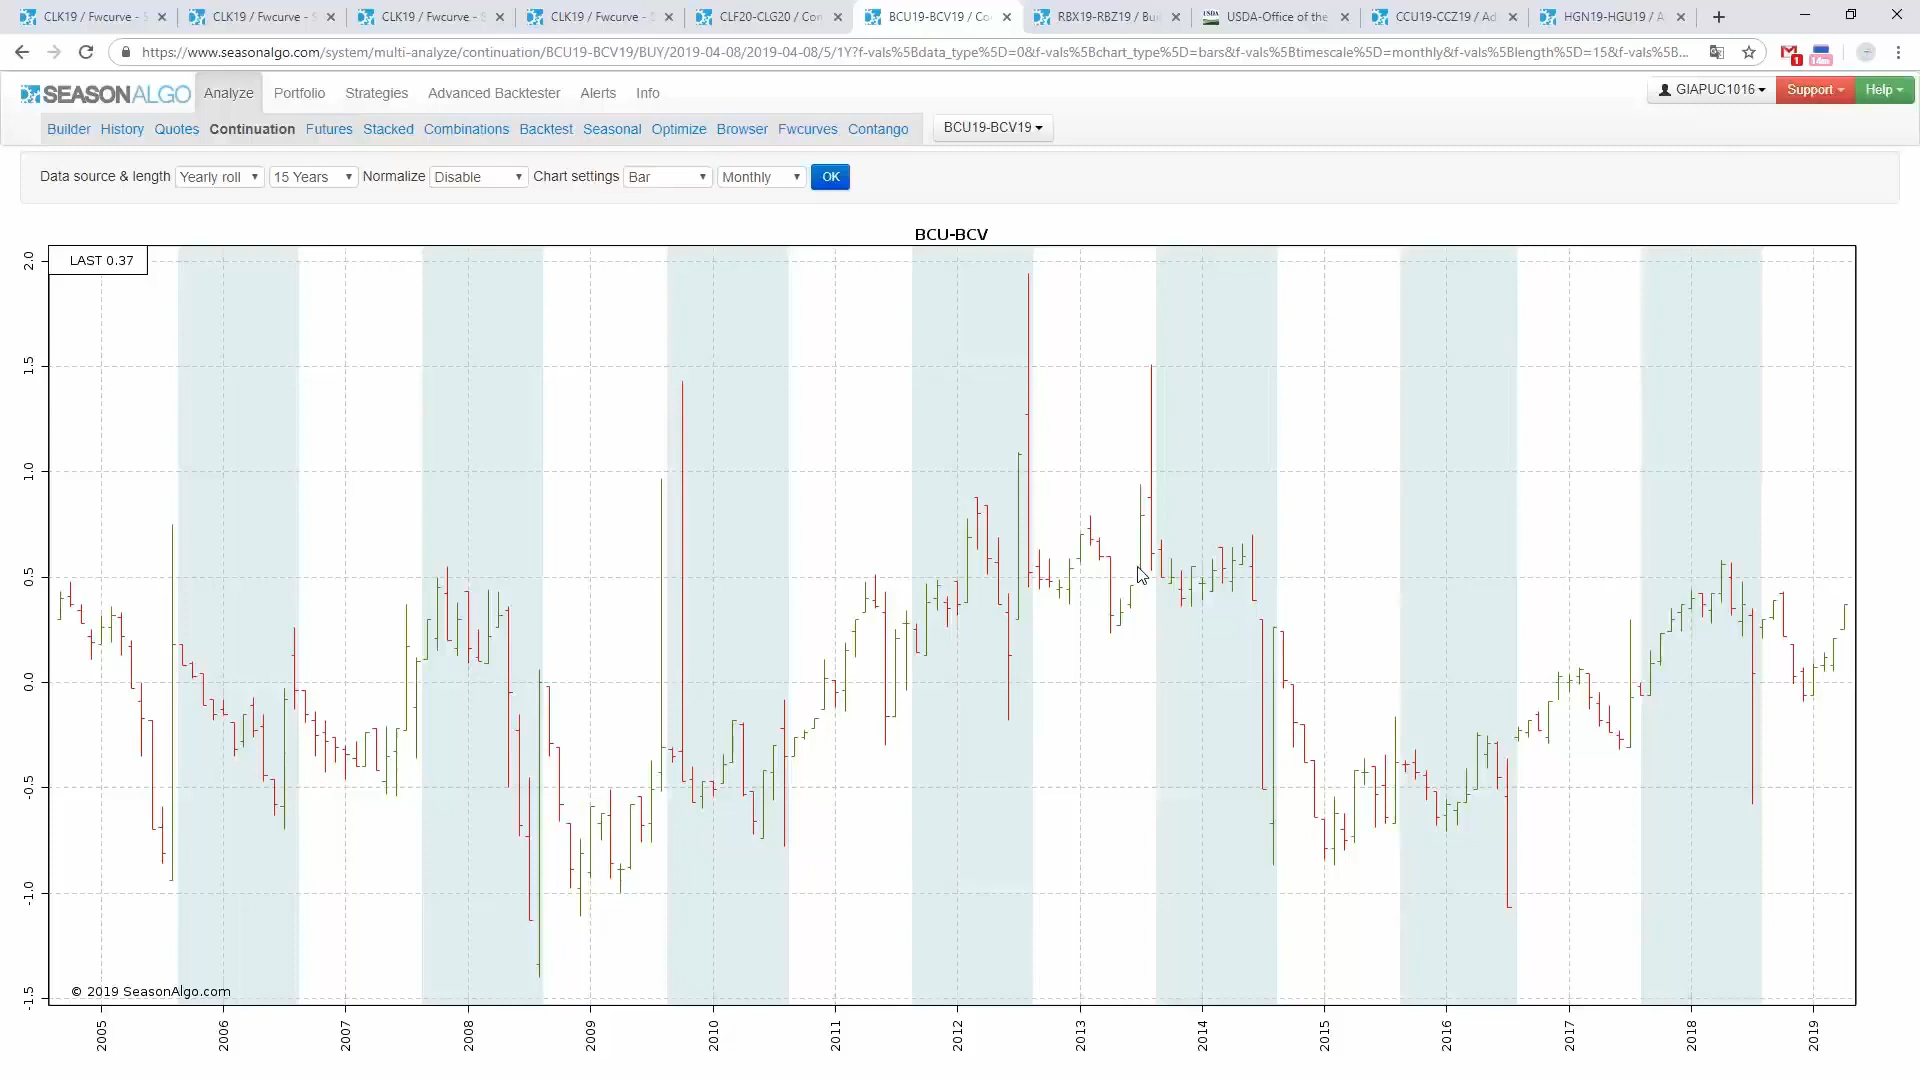 CLK19 / Fwcurve - S
CLK19 / Fwcurve - S
CLK19 / Fwcurve - S
CLK19 / Fwcurve - S
CLF20-CLG20 / Con
BCU19-BCV19 / Co
RBX19-RBZ19 / Bu
USDA-Office of the
CCU19-CCZ19 / Ad
HGN19-HGU19 / A
https://www.seasonalgo.com/system/multi-analyze/continuation/BCU19-BCV19/BUY/2019-04-08/2019-04-08/5/1Y?f-vals%5Bdata_type%5D=0&f-vals%5Bchart_type%5D=bars&f-vals%5Btimescale%5D=monthly&f-vals%5Blength%5D=15&f-vals%5B...
1
14m
SEASONALGO
Analyze
Portfolio
Strategies
Advanced Backtester
Alerts
Info
GIAPUC1016
Support
Help
Builder
History
Quotes
Continuation
Futures
Stacked
Combinations
Backtest
Seasonal
Optimize
Browser
Fwcurves
Contango
BCU19-BCV19
Data source & length
Yearly roll
15 Years
Normalize
Disable
Chart settings
Bar
Monthly
OK
BCU-BCV
LAST 0.37
2.0
1.5
1.0
0.5
0.0
-0.5
-1.0
-1.5
© 2019 SeasonAlgo.com
2005
2006
2007
2008
2009
2010
2011
2012
2013
2014
2015
2016
2017
2018
2019